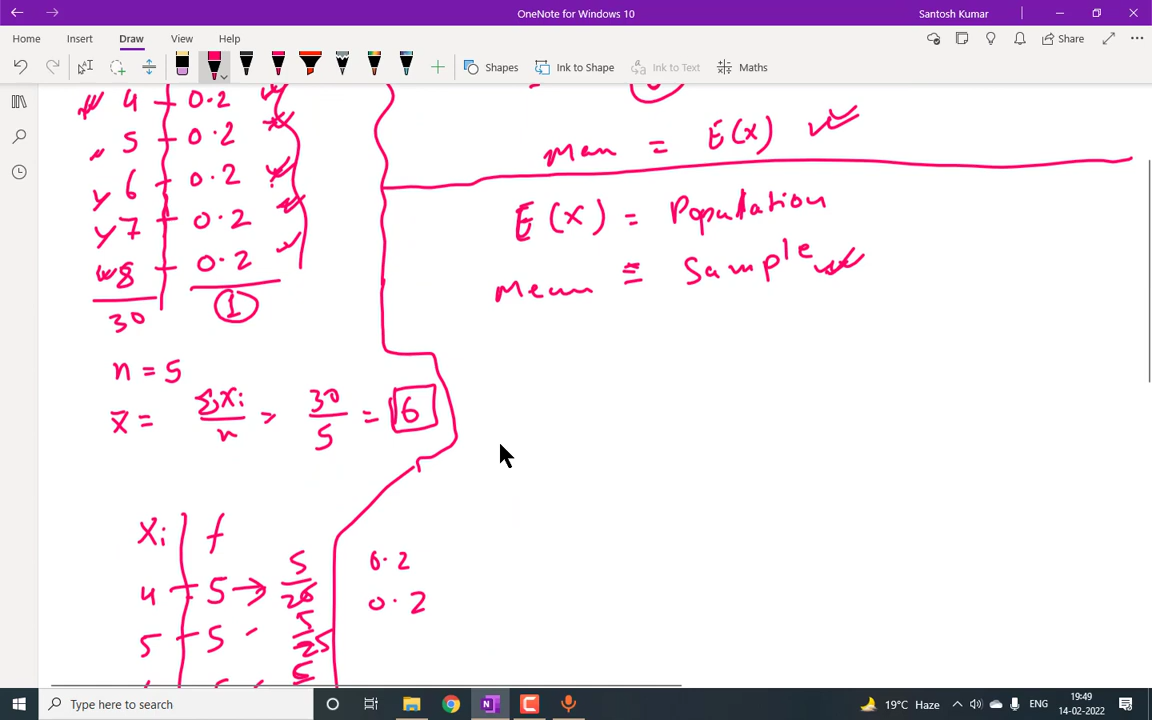 OneNote for Windows 10
Santosh Kumar
Home Insert Draw View Help
Share
Shapes Ink to Shape Ink to Text Maths
4 0.2
5 0.2
y 6 0.2
y 7 0.2
8 0.2
30 1
n = 5
x̄ = Σxi/n > 30/5 = 6
Mean = E(x)
E(x) = Population
Mean ≡ Sample
Xi f
4 5 → 5/25 0.2
5 5 5/25 0.2
Type here to search
19°C Haze
ENG
19:49
14-02-2022